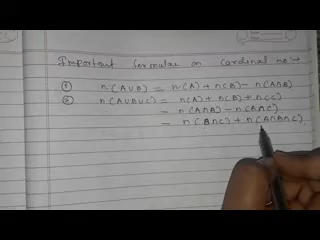 Important formulae on Cardinal no :→
① n(A∪B) = n(A) + n(B) - n(A∩B)
② n(A∪B∪C) = n(A) + n(B) + n(C)
- n(A∩B) - n(A∩C)
= n(B∩C) + n(A∩B∩C)